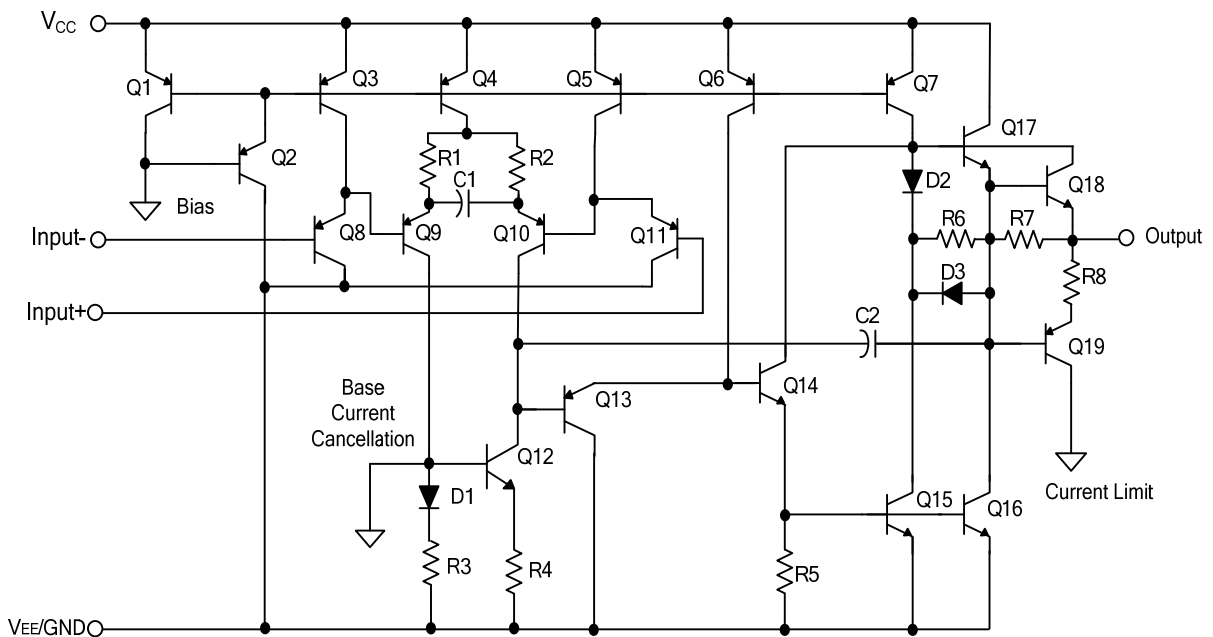 VCC
Q1
Q3
Q4
Q5
Q6
Q7
Q17
Q2
R1
R2
C1
D2
Q18
Bias
Input-
Q8
Q9
Q10
Q11
R6
R7
Output
D3
R8
Input+
C2
Q19
Base
Current
Cancellation
Q13
Q14
Q12
D1
Q15
Q16
Current Limit
R3
R4
R5
VEE/GND